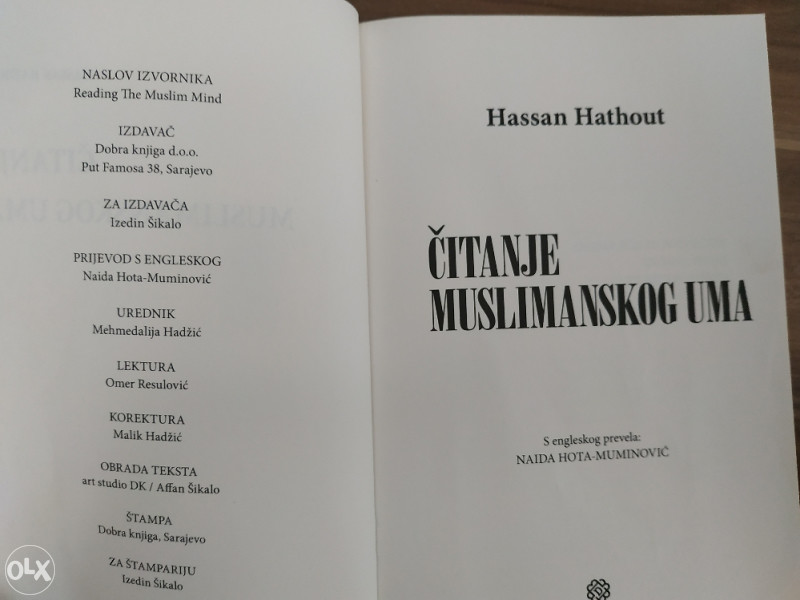 NASLOV IZVORNIKA
Reading The Muslim Mind
IZDAVAČ
Dobra knjiga d.o.o.
Put Famosa 38, Sarajevo
ZA IZDAVAČA
Izedin Šikalo
PRIJEVOD S ENGLESKOG
Naida Hota-Muminović
UREDNIK
Mehmedalija Hadžić
LEKTURA
Omer Resulović
KOREKTURA
Malik Hadžić
OBRADA TEKSTA
art studio DK / Affan Šikalo
ŠTAMPA
Dobra knjiga, Sarajevo
ZA ŠTAMPARIJU
Izedin Šikalo
OLX
Hassan Hathout
ČITANJE
MUSLIMANSKOG UMA
S engleskog prevela:
NAIDA HOTA-MUMINOVIĆ